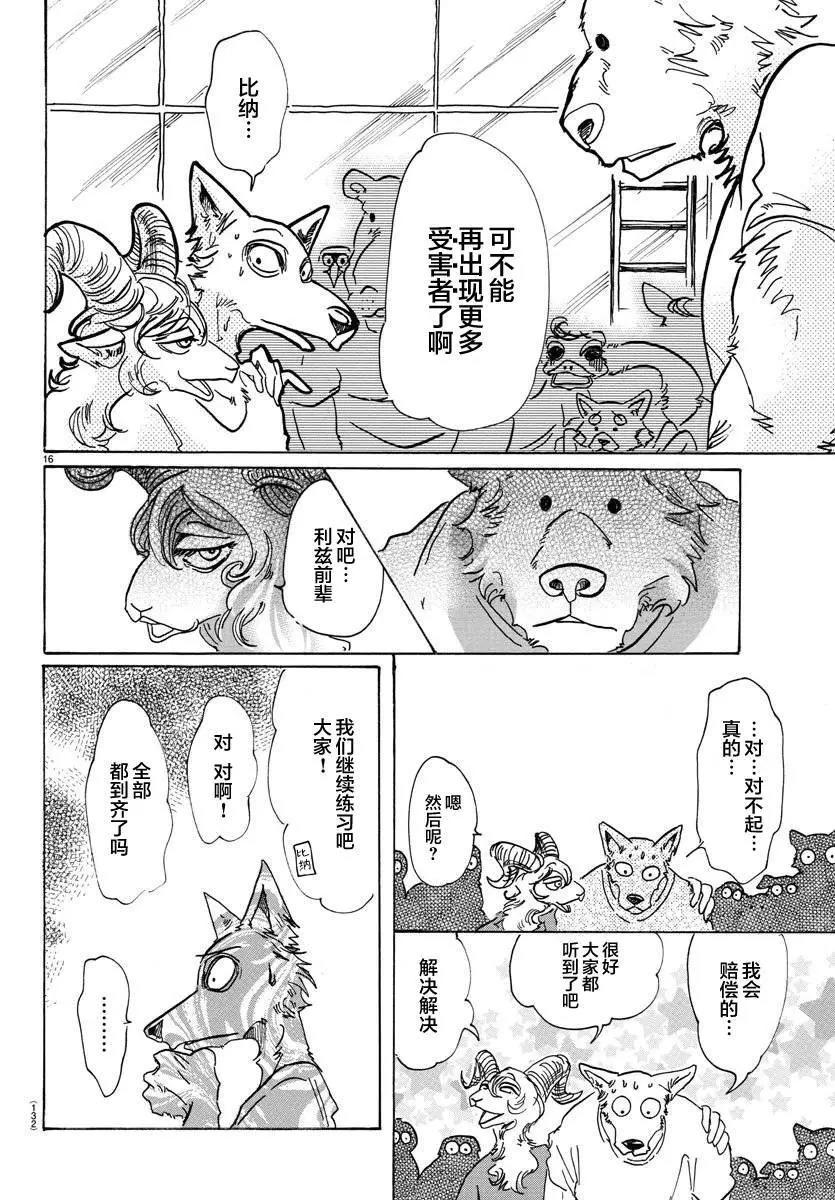 可不能
再出现更多
受害者了啊
比纳
…
16
对吧…
利兹前辈
…对…对不起…
真的…
嗯
然后呢?
我会
赔偿的…
很好
大家都
听到了吧
解决解决
我们继续练习吧
大家!
比纳
对 对啊!
全部
都到齐了吗
………
(132)